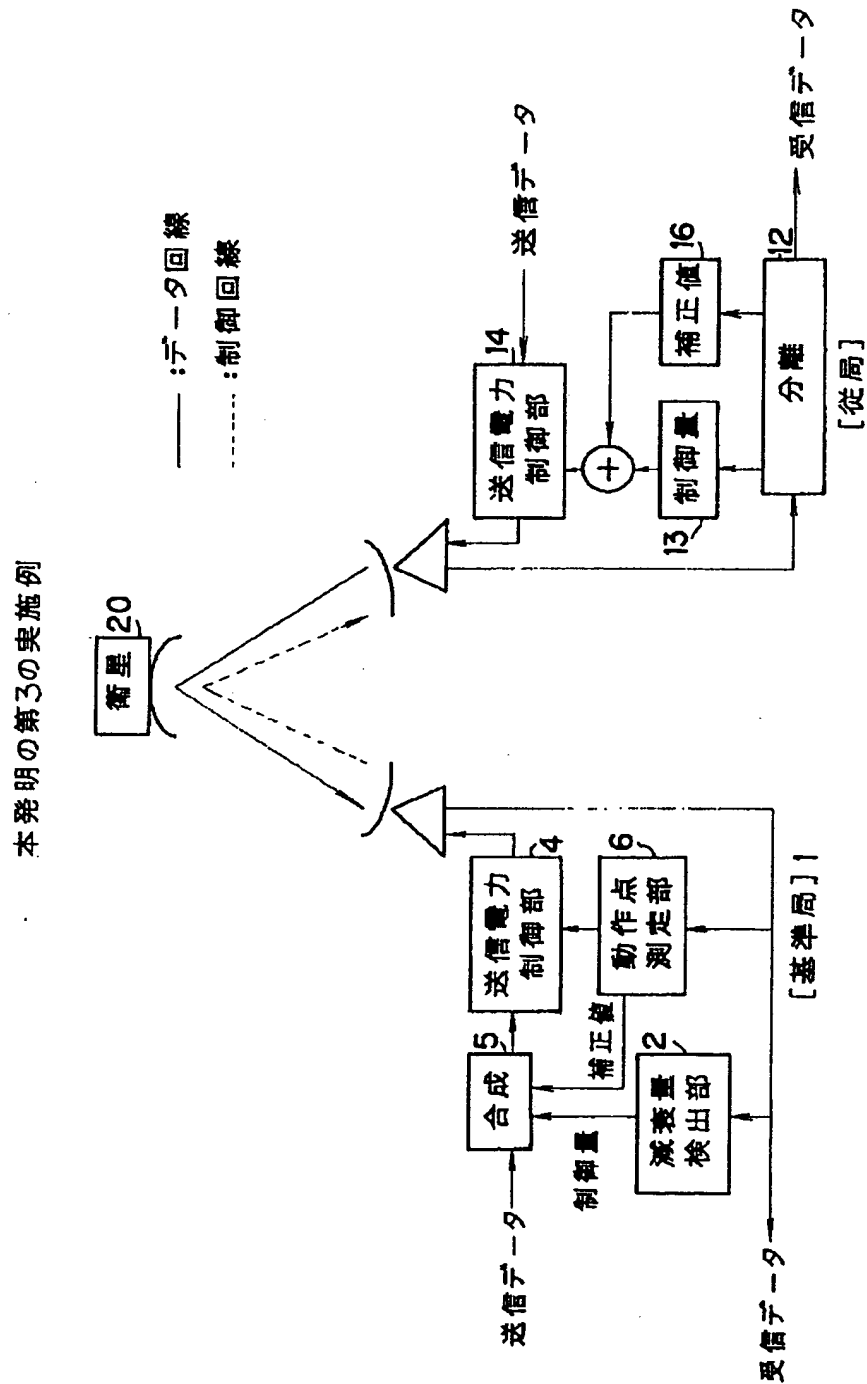 本発明の第3の実施例
——:データ回線
-----:制御回線
衛星
20
送信データ
合成
5
送信電力
制御部
4
動作点
測定部
6
補正値
制御量
減衰量
検出部
2
受信データ
[基準局]1
送信電力
制御部
14
送信データ
+
制御量
13
補正値
16
分離
12
受信データ
[従局]